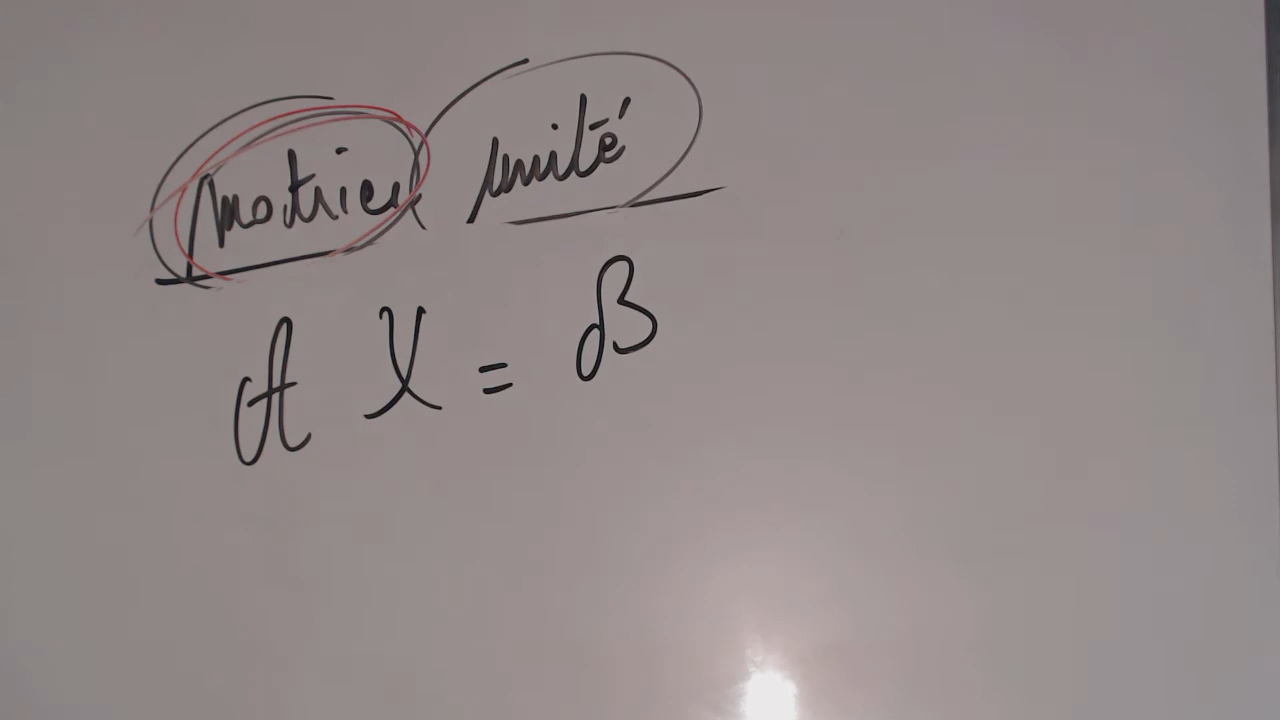 Matrice unité
A X = B